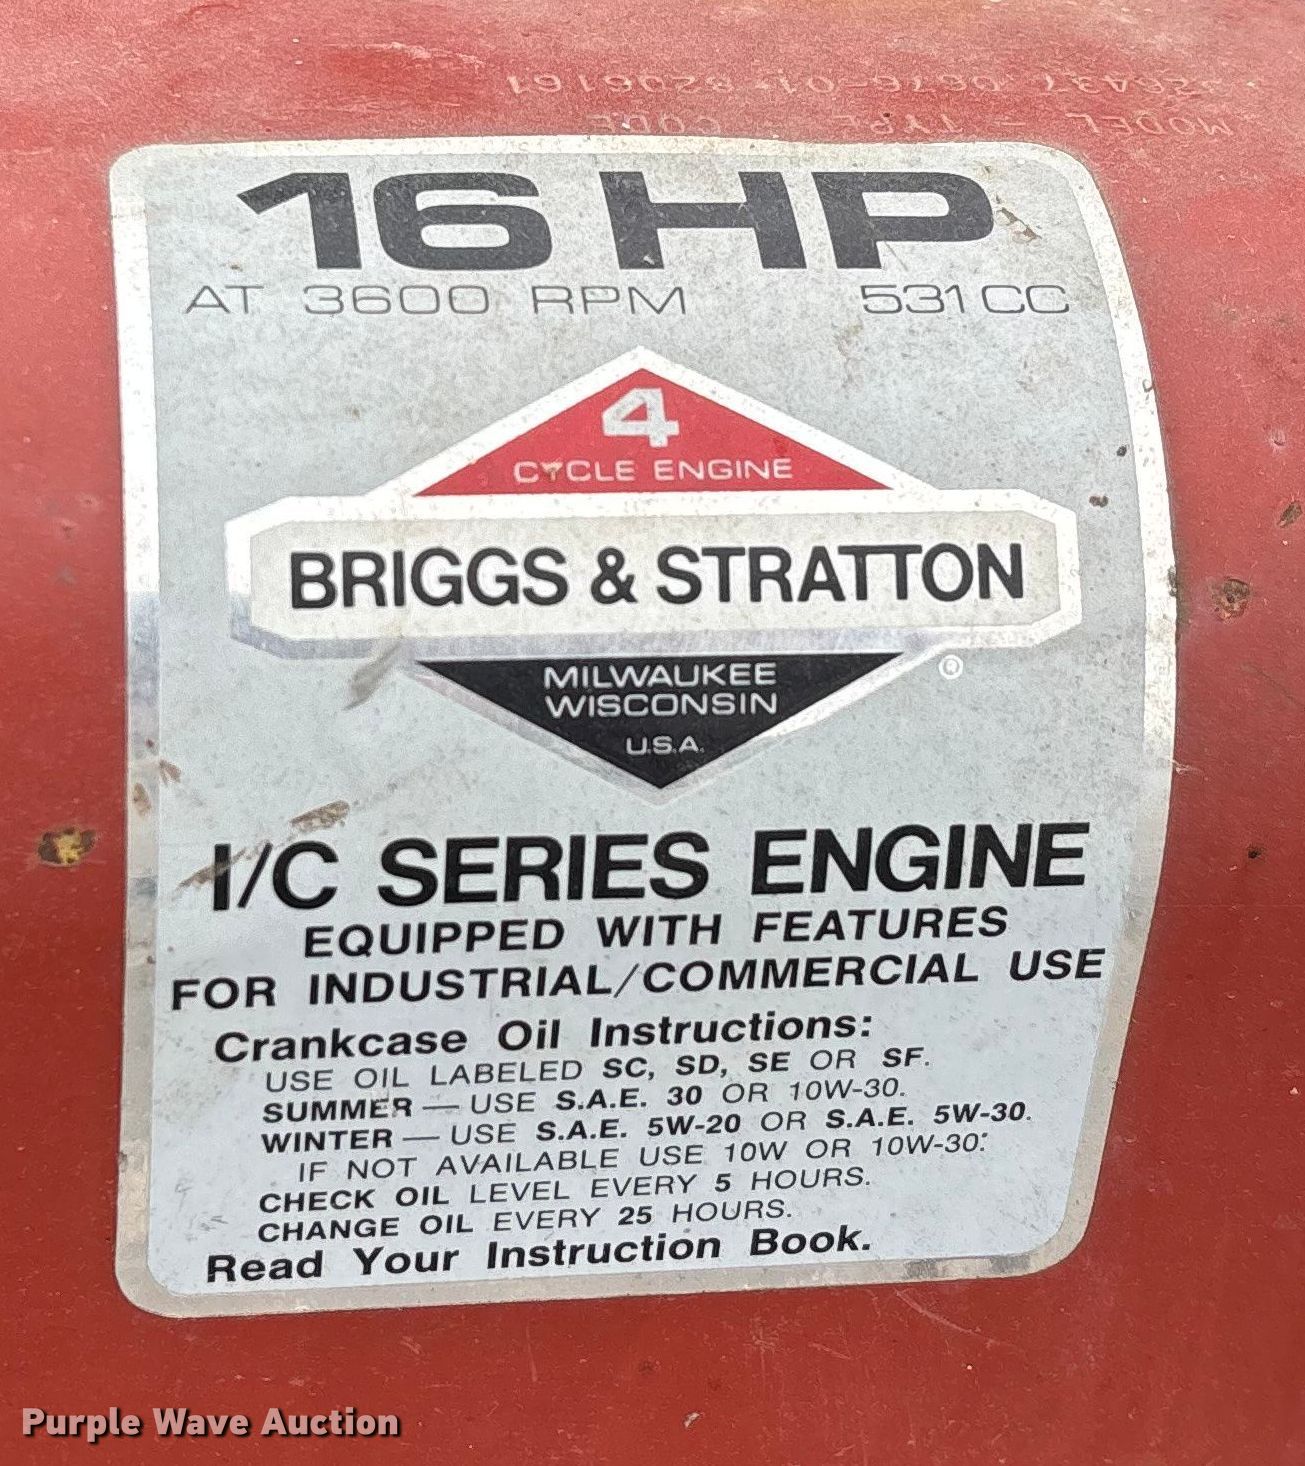 MODEL - TYPE - CODE
16 HP
AT 3600 RPM 531 CC
4
CYCLE ENGINE
BRIGGS & STRATTON
®
MILWAUKEE
WISCONSIN
U.S.A.
I/C SERIES ENGINE
EQUIPPED WITH FEATURES
FOR INDUSTRIAL/COMMERCIAL USE
Crankcase Oil Instructions:
USE OIL LABELED SC, SD, SE OR SF.
SUMMER — USE S.A.E. 30 OR 10W-30.
WINTER — USE S.A.E. 5W-20 OR S.A.E. 5W-30.
IF NOT AVAILABLE USE 10W OR 10W-30.
CHECK OIL LEVEL EVERY 5 HOURS.
CHANGE OIL EVERY 25 HOURS.
Read Your Instruction Book.
Purple Wave Auction